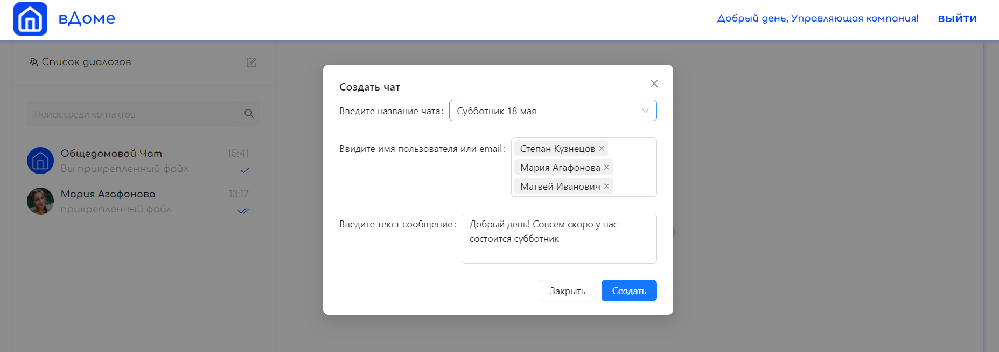 вДоме
Добрый день, Управляющая компания!
ВЫЙТИ
Список диалогов
Поиск среди контактов
Общедомовой Чат 15:41
Вы прикрепленный файл
Мария Агафонова 13:17
прикрепленный файл
Создать чат
Введите название чата: Субботник 18 мая
Ввидите имя пользователя или email: Степан Кузнецов
Мария Агафонова
Матвей Иванович
Введите текст сообщение: Добрый день! Совсем скоро у нас
состоится субботник
Закрыть Создать